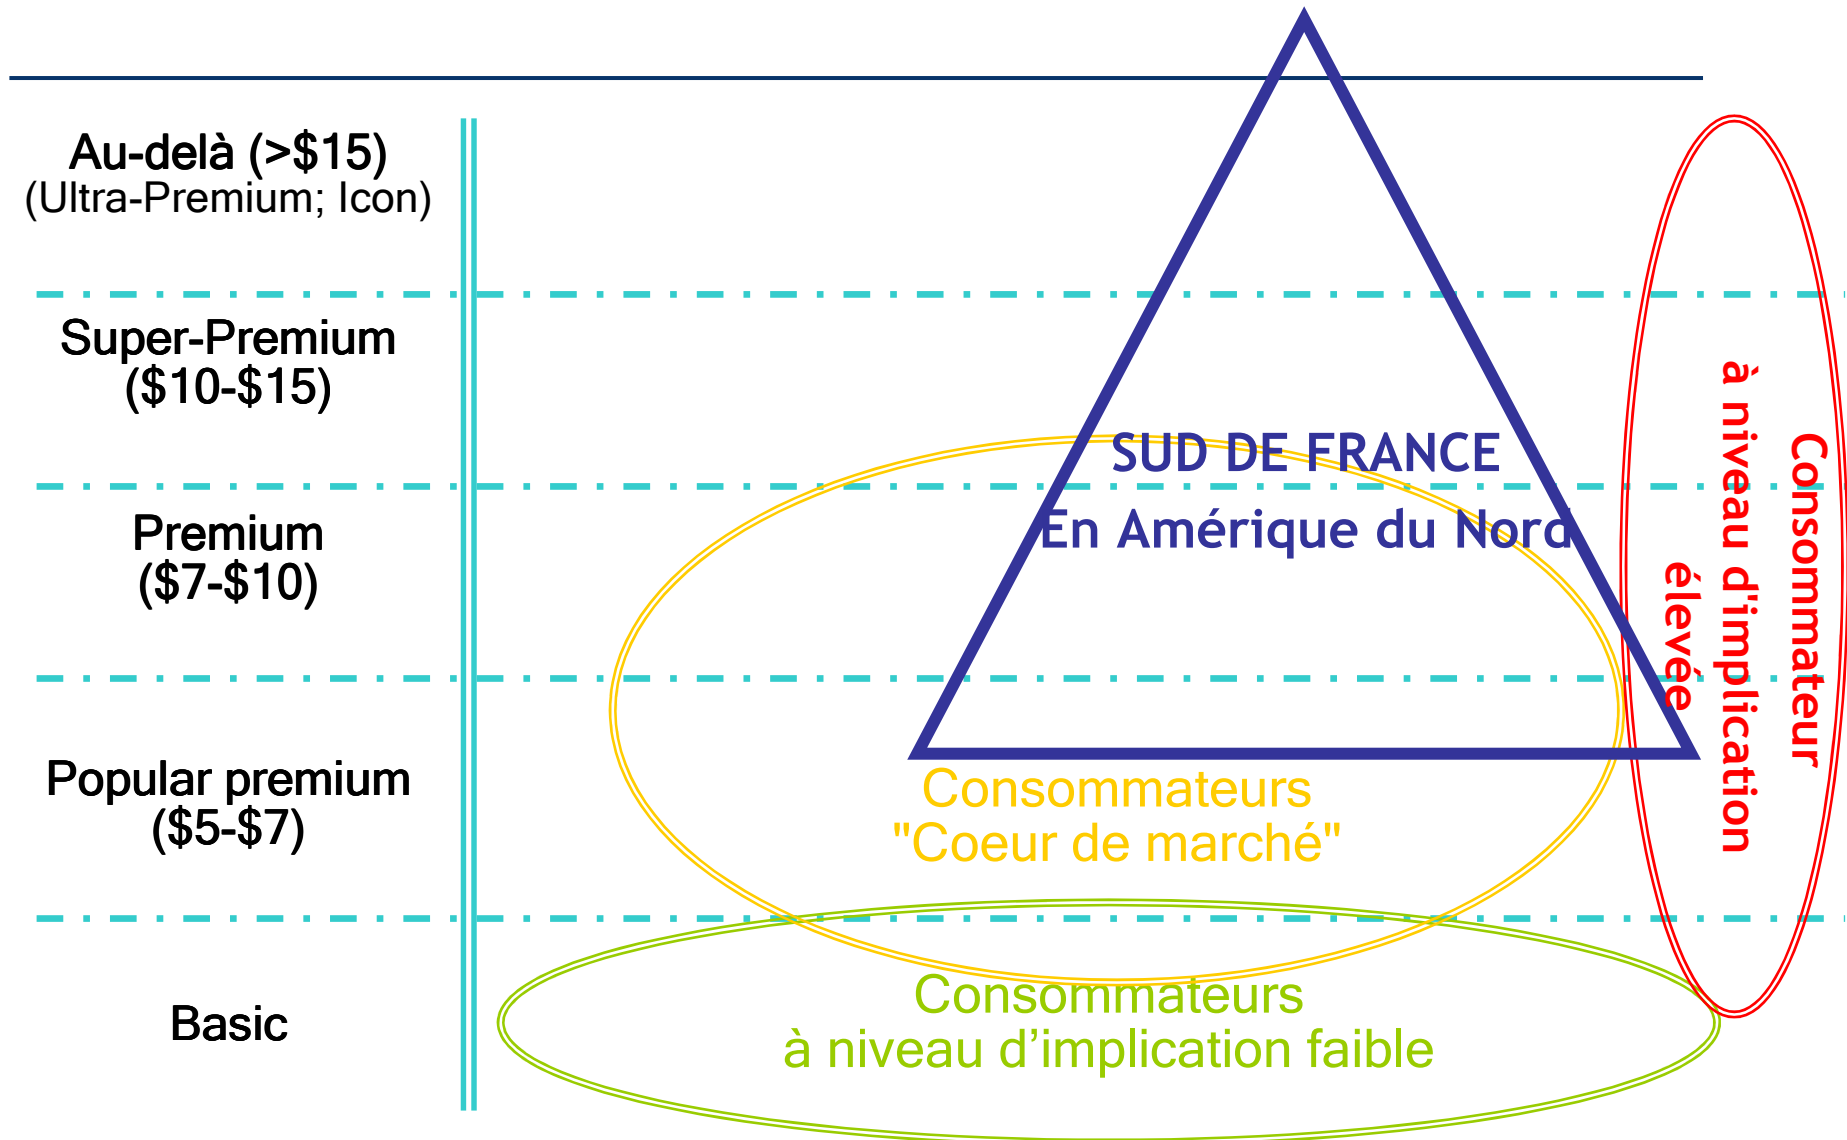 Au-delà (>$15)
(Ultra-Premium; Icon)
Super-Premium
($10-$15)
Premium
($7-$10)
Popular premium
($5-$7)
Basic
SUD DE FRANCE
En Amérique du Nord
Consommateurs
"Coeur de marché"
Consommateurs
à niveau d’implication faible
Consommateur
à niveau d'implication
élevée